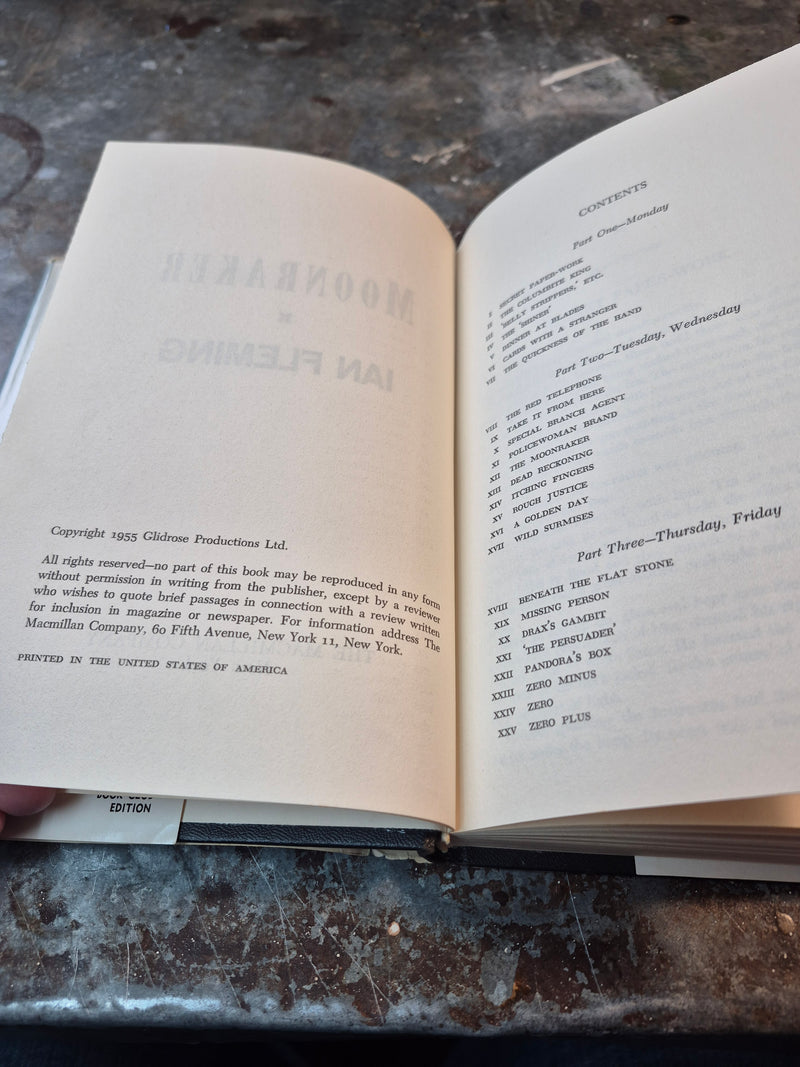 MOONRAKER
IAN FLEMING
Copyright 1955 Glidrose Productions Ltd.
All rights reserved—no part of this book may be reproduced in any form
without permission in writing from the publisher, except by a reviewer
who wishes to quote brief passages in connection with a review written
for inclusion in magazine or newspaper. For information address The
Macmillan Company, 60 Fifth Avenue, New York 11, New York.
PRINTED IN THE UNITED STATES OF AMERICA
BOOK CLUB
EDITION
CONTENTS
Part One—Monday
I SECRET PAPER-WORK
II THE COLUMBITE KING
III 'BELLY STRIPPERS,' ETC.
IV THE 'SHINER'
V DINNER AT BLADES
VI CARDS WITH A STRANGER
VII THE QUICKNESS OF THE HAND
Part Two—Tuesday, Wednesday
VIII THE RED TELEPHONE
IX TAKE IT FROM HERE
X SPECIAL BRANCH AGENT
XI POLICEWOMAN BRAND
XII THE MOONRAKER
XIII DEAD RECKONING
XIV ITCHING FINGERS
XV ROUGH JUSTICE
XVI A GOLDEN DAY
XVII WILD SURMISES
Part Three—Thursday, Friday
XVIII BENEATH THE FLAT STONE
XIX MISSING PERSON
XX DRAX'S GAMBIT
XXI 'THE PERSUADER'
XXII PANDORA'S BOX
XXIII ZERO MINUS
XXIV ZERO
XXV ZERO PLUS